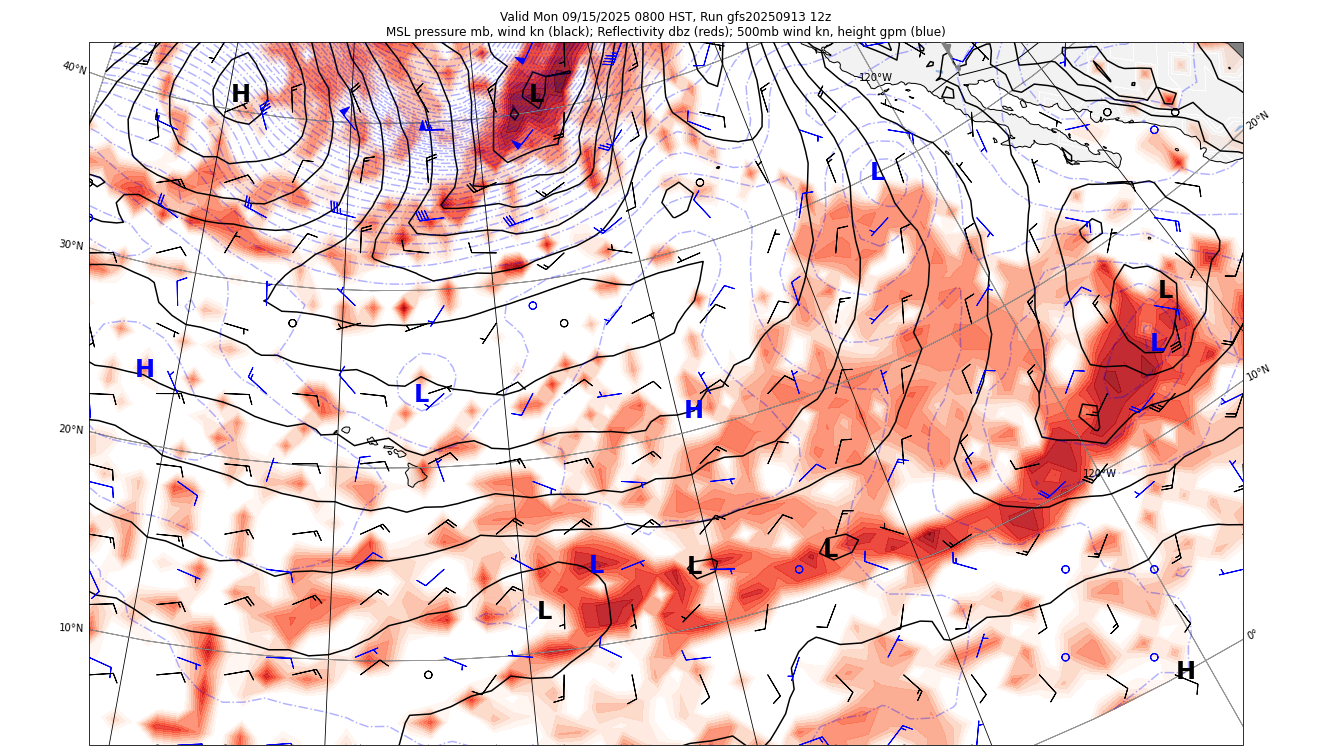 Valid Mon 09/15/2025 0800 HST, Run gfs20250913 12z
MSL pressure mb, wind kn (black); Reflectivity dbz (reds); 500mb wind kn, height gpm (blue)
40°N
120°W
H
L
20°N
L
30°N
L
L
H
10°N
L
H
20°N
120°W
L
L
L
L
10°N
0°
H